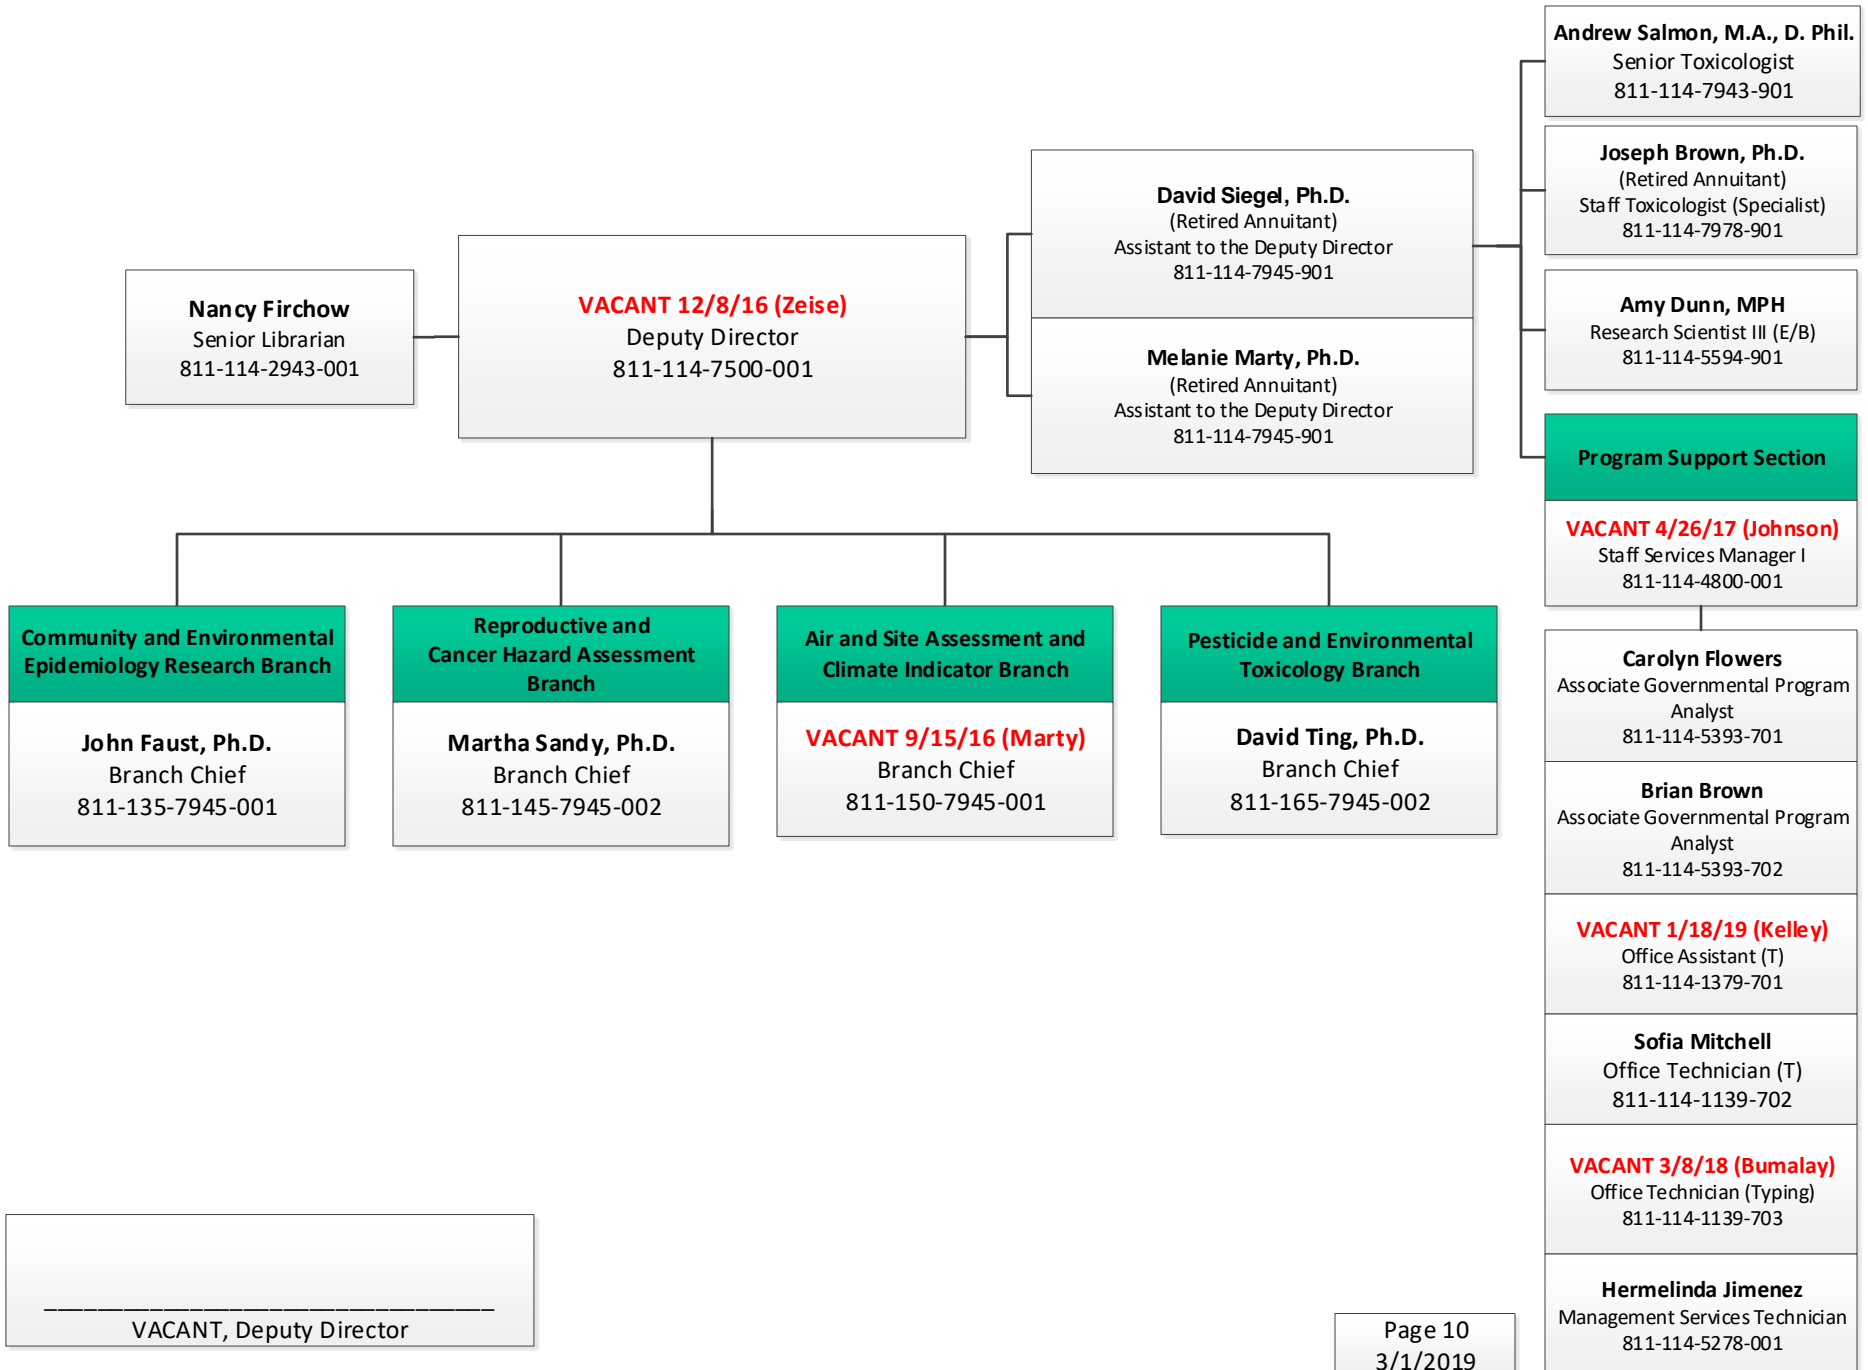 Andrew Salmon, M.A., D. Phil.
Senior Toxicologist
811-114-7943-901
Joseph Brown, Ph.D.
(Retired Annuitant)
Staff Toxicologist (Specialist)
811-114-7978-901
Amy Dunn, MPH
Research Scientist III (E/B)
811-114-5594-901
David Siegel, Ph.D.
(Retired Annuitant)
Assistant to the Deputy Director
811-114-7945-901
Melanie Marty, Ph.D.
(Retired Annuitant)
Assistant to the Deputy Director
811-114-7945-901
VACANT 12/8/16 (Zeise)
Deputy Director
811-114-7500-001
Nancy Firchow
Senior Librarian
811-114-2943-001
Program Support Section
VACANT 4/26/17 (Johnson)
Staff Services Manager I
811-114-4800-001
Community and Environmental
Epidemiology Research Branch
John Faust, Ph.D.
Branch Chief
811-135-7945-001
Reproductive and
Cancer Hazard Assessment
Branch
Martha Sandy, Ph.D.
Branch Chief
811-145-7945-002
Air and Site Assessment and
Climate Indicator Branch
VACANT 9/15/16 (Marty)
Branch Chief
811-150-7945-001
Pesticide and Environmental
Toxicology Branch
David Ting, Ph.D.
Branch Chief
811-165-7945-002
Carolyn Flowers
Associate Governmental Program
Analyst
811-114-5393-701
Brian Brown
Associate Governmental Program
Analyst
811-114-5393-702
VACANT 1/18/19 (Kelley)
Office Assistant (T)
811-114-1379-701
Sofia Mitchell
Office Technician (T)
811-114-1139-702
VACANT 3/8/18 (Bumalay)
Office Technician (Typing)
811-114-1139-703
Hermelinda Jimenez
Management Services Technician
811-114-5278-001
__________________________________
VACANT, Deputy Director
Page 10
3/1/2019